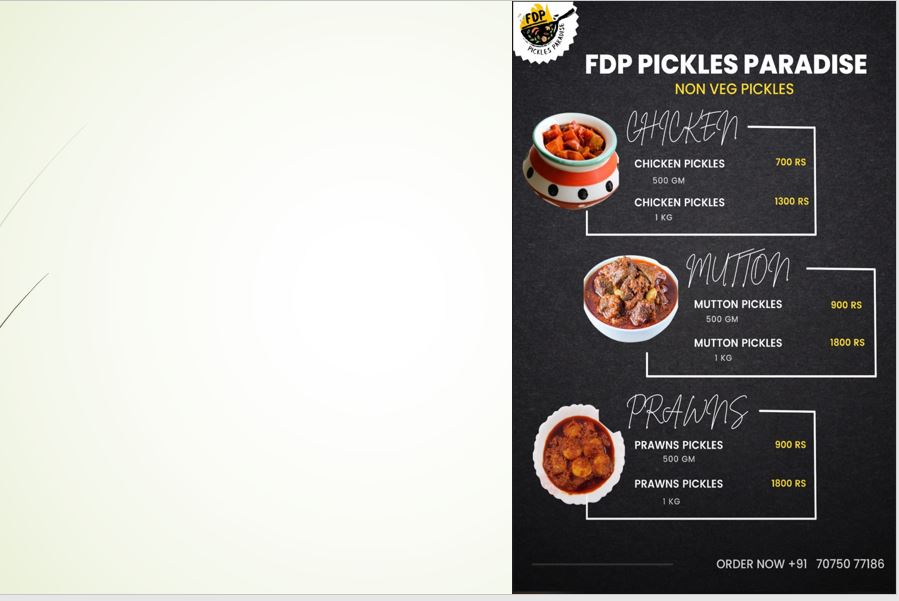 FDP
PICKLES PARADISE
FDP PICKLES PARADISE
NON VEG PICKLES
CHICKEN
CHICKEN PICKLES 700 RS
500 GM
CHICKEN PICKLES 1300 RS
1 KG
MUTTON
MUTTON PICKLES 900 RS
500 GM
MUTTON PICKLES 1800 RS
1 KG
PRAWNS
PRAWNS PICKLES 900 RS
500 GM
PRAWNS PICKLES 1800 RS
1 KG
ORDER NOW +91 70750 77186